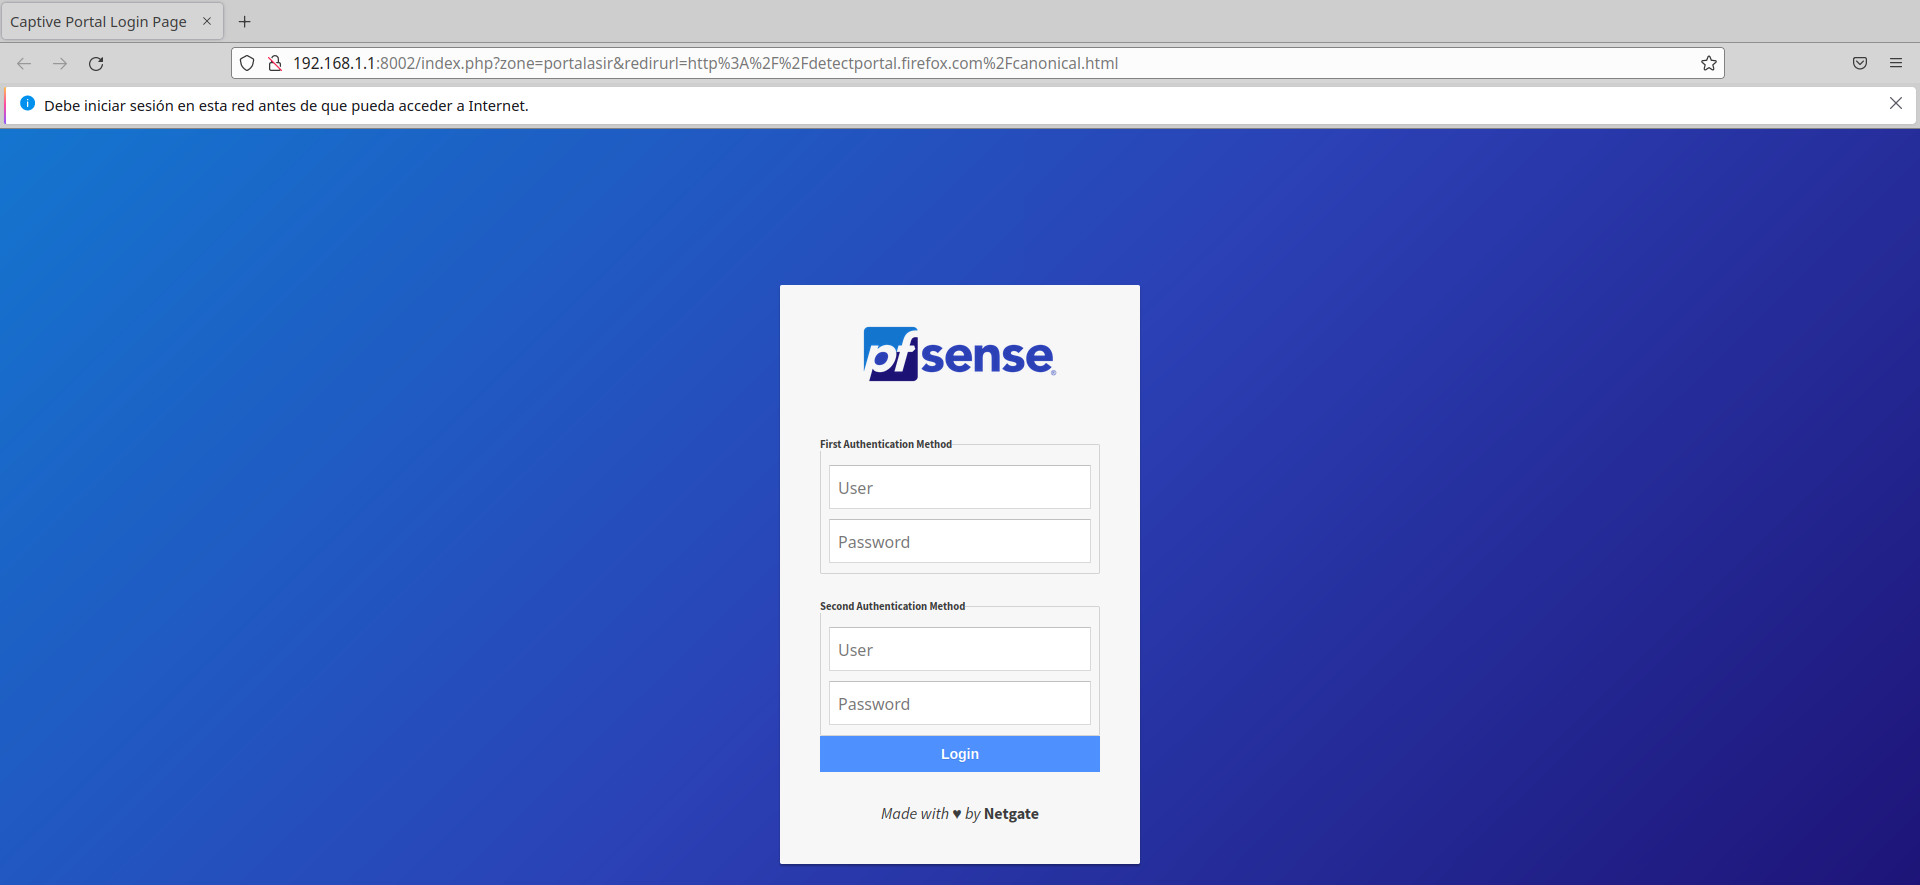 Captive Portal Login Page
192.168.1.1:8002/index.php?zone=portalasir&redirurl=http%3A%2F%2Fdetectportal.firefox.com%2Fcanonical.html
Debe iniciar sesión en esta red antes de que pueda acceder a Internet.
pfsense®
First Authentication Method
User
Password
Second Authentication Method
User
Password
Login
Made with ♥ by Netgate